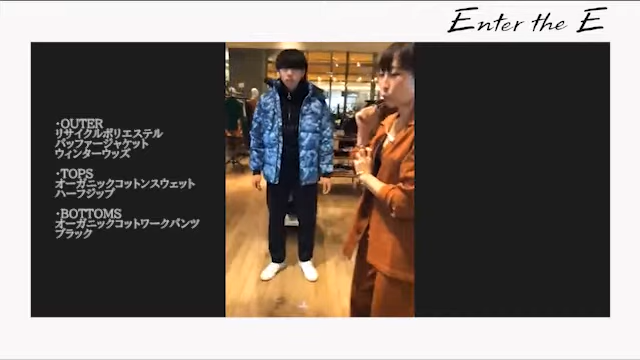 Enter the E
・OUTER
リサイクルポリエステル
パッファージャケット
ウィンターウッズ
・TOPS
オーガニックコットンスウェット
ハーフジップ
・BOTTOMS
オーガニックコットワークパンツ
ブラック